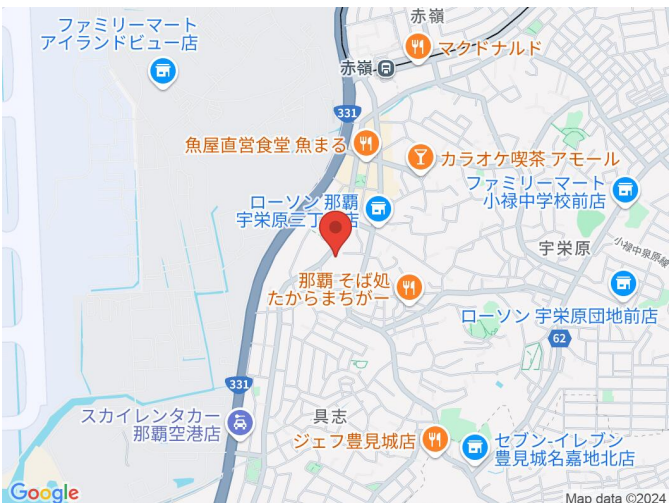 ファミリーマート
アイランドビュー店
赤嶺
マクドナルド
赤嶺
331
魚屋直営食堂 魚まる
カラオケ喫茶 アモール
ファミリーマート
小禄中学校前店
ローソン 那覇
宇栄原三丁
店
小禄中泉原線
宇栄原
那覇 そば処
たからまちがー
ローソン 宇栄原団地前店
62
331
スカイレンタカー
那覇空港店
具志
ジェフ豊見城店
セブン-イレブン
豊見城名嘉地北店
Google
Map data ©2024